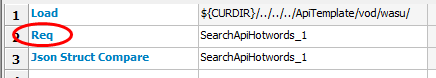 1 Load ${CURDIR}/../../../ApiTemplate/vod/wasu/
2 Req SearchApiHotwords_1
3 Json Struct Compare SearchApiHotwords_1